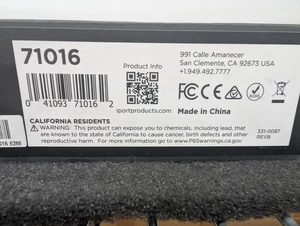 71016
Product Info
991 Calle Amanecer
San Clemente, CA 92673 USA
+1.949.492.7777
0 41093 71016 2
iportproducts.com
FC CE
Made in China
CALIFORNIA RESIDENTS
⚠ WARNING: This product can expose you to chemicals, including lead, that
are known to the State of California to cause cancer, birth defects and other
reproductive harm. For More Information go to www.P65warnings.ca.gov
331-0087
REVB